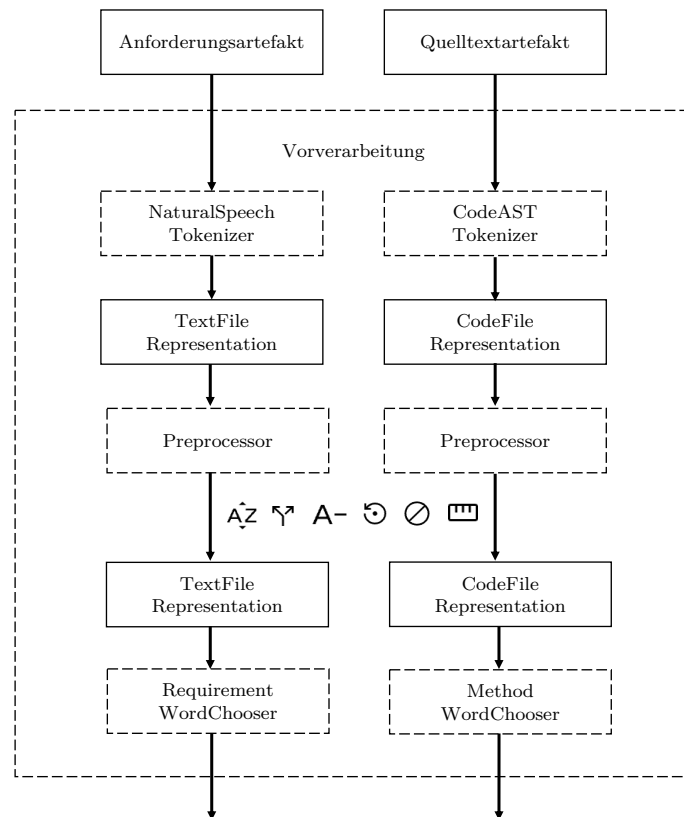 Anforderungsartefakt
Quelltextartefakt
Vorverarbeitung
NaturalSpeech
Tokenizer
CodeAST
Tokenizer
TextFile
Representation
CodeFile
Representation
Preprocessor
Preprocessor
AZ
A-
TextFile
Representation
CodeFile
Representation
Requirement
WordChooser
Method
WordChooser